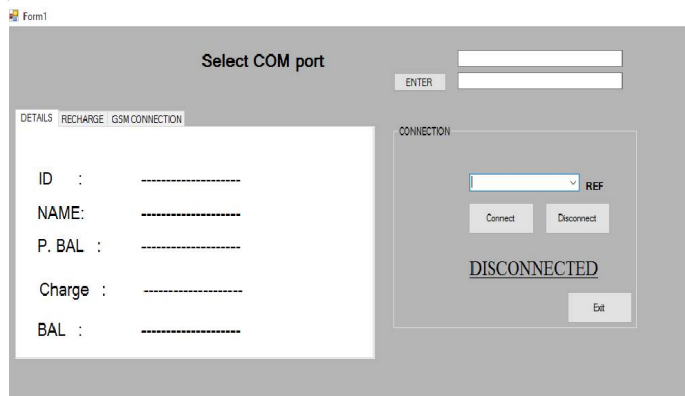 Form1
Select COM port
ENTER
DETAILS RECHARGE GSM CONNECTION
ID : --------------------
NAME: --------------------
P. BAL : --------------------
Charge : --------------------
BAL : --------------------
CONNECTION
REF
Connect Disconnect
DISCONNECTED
Exit